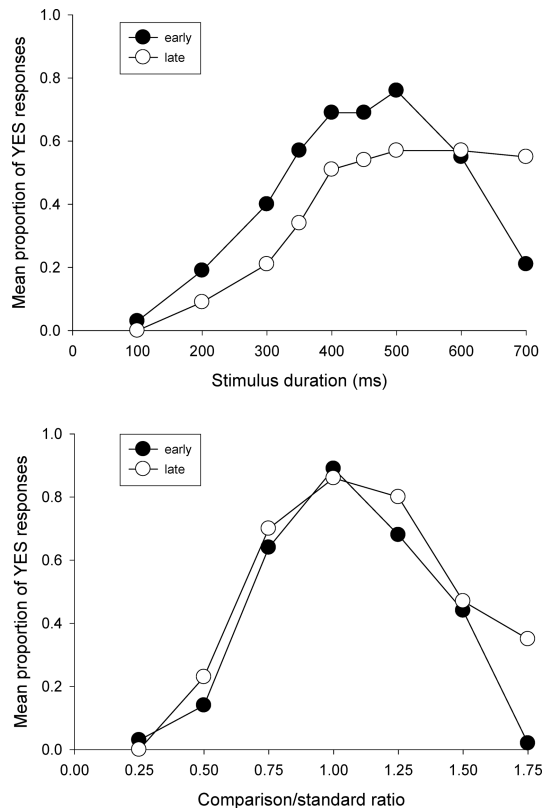 1.0
early
late
0.8
0.6
0.4
0.2
0.0
Mean proportion of YES responses
0 100 200 300 400 500 600 700
Stimulus duration (ms)
1.0
early
late
0.8
0.6
0.4
0.2
0.0
Mean proportion of YES responses
0.00 0.25 0.50 0.75 1.00 1.25 1.50 1.75
Comparison/standard ratio